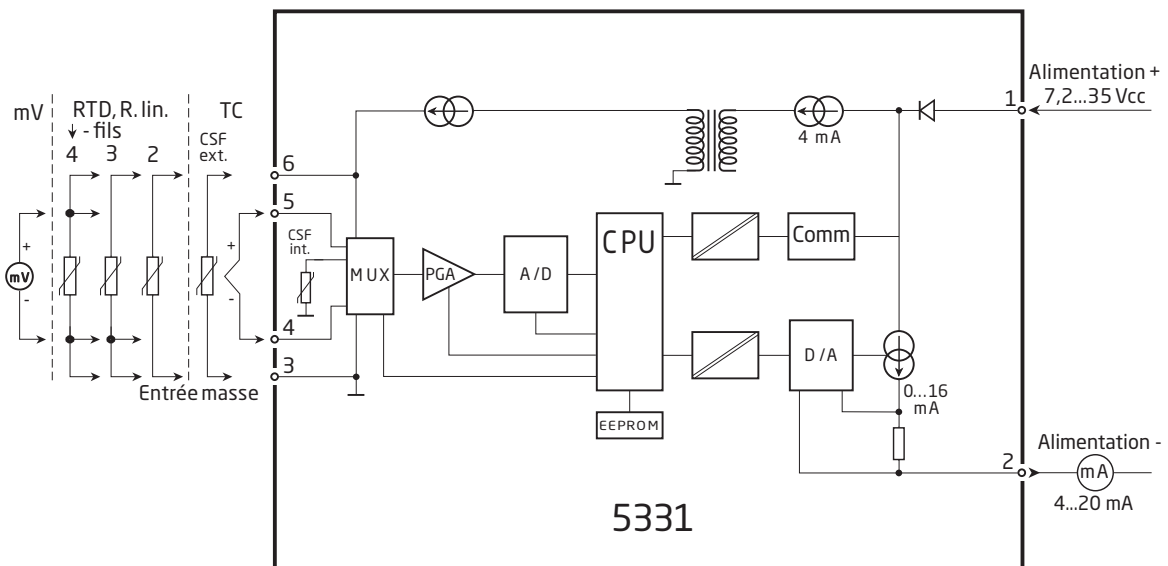 mV
RTD, R. lin.
- fils
4 3 2
TC
CSF
ext.
+
mV
-
+
-
Entrée masse
6
5
4
3
CSF
int.
MUX
PGA
A/D
CPU
EEPROM
Comm
D/A
4 mA
0...16
mA
1
Alimentation +
7,2...35 Vcc
2
Alimentation -
mA
4...20 mA
5331